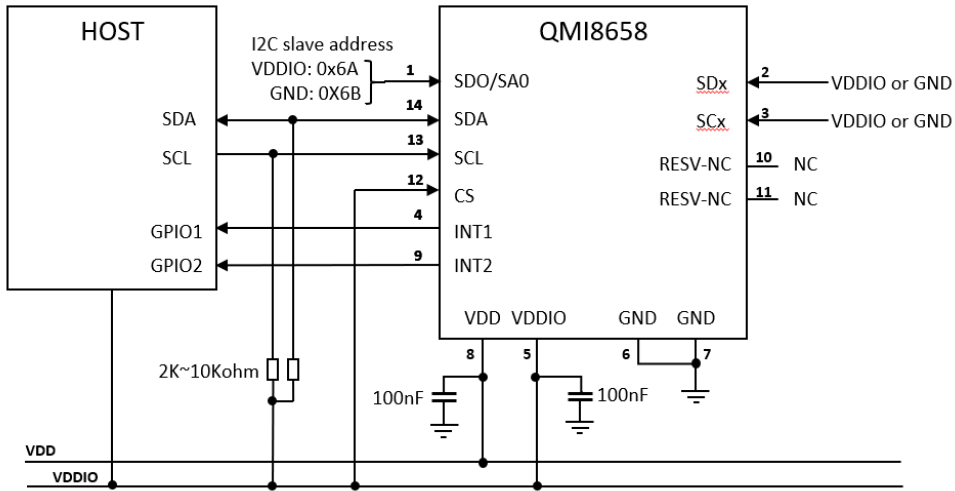 HOST
QMI8658
I2C slave address
VDDIO: 0x6A
GND: 0X6B
1
SDO/SA0
SDx
2
VDDIO or GND
SDA
14
SDA
SCx
3
VDDIO or GND
SCL
13
SCL
RESV-NC
10
NC
12
CS
RESV-NC
11
NC
GPIO1
4
INT1
GPIO2
9
INT2
VDD
VDDIO
GND
GND
8
5
6
7
2K~10Kohm
100nF
100nF
VDD
VDDIO